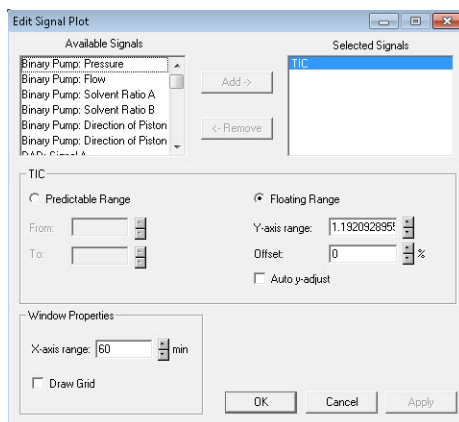 Edit Signal Plot
Available Signals
Selected Signals
Binary Pump: Pressure
Binary Pump: Flow
Binary Pump: Solvent Ratio A
Binary Pump: Solvent Ratio B
Binary Pump: Direction of Piston
Binary Pump: Direction of Piston
Add ->
<- Remove
TIC
TIC
Predictable Range
From:
To:
Floating Range
Y-axis range: 1.1920928955
Offset: 0 %
Auto y-adjust
Window Properties
X-axis range: 60 min
Draw Grid
OK Cancel Apply